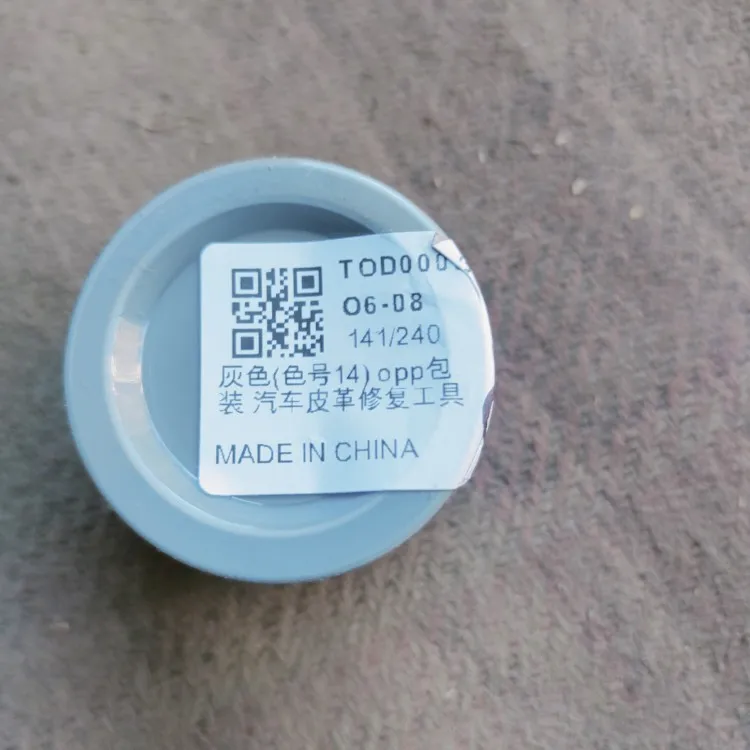 TOD000
O6-08
141/240
灰色(色号14) opp包
装 汽车皮革修复工具
MADE IN CHINA